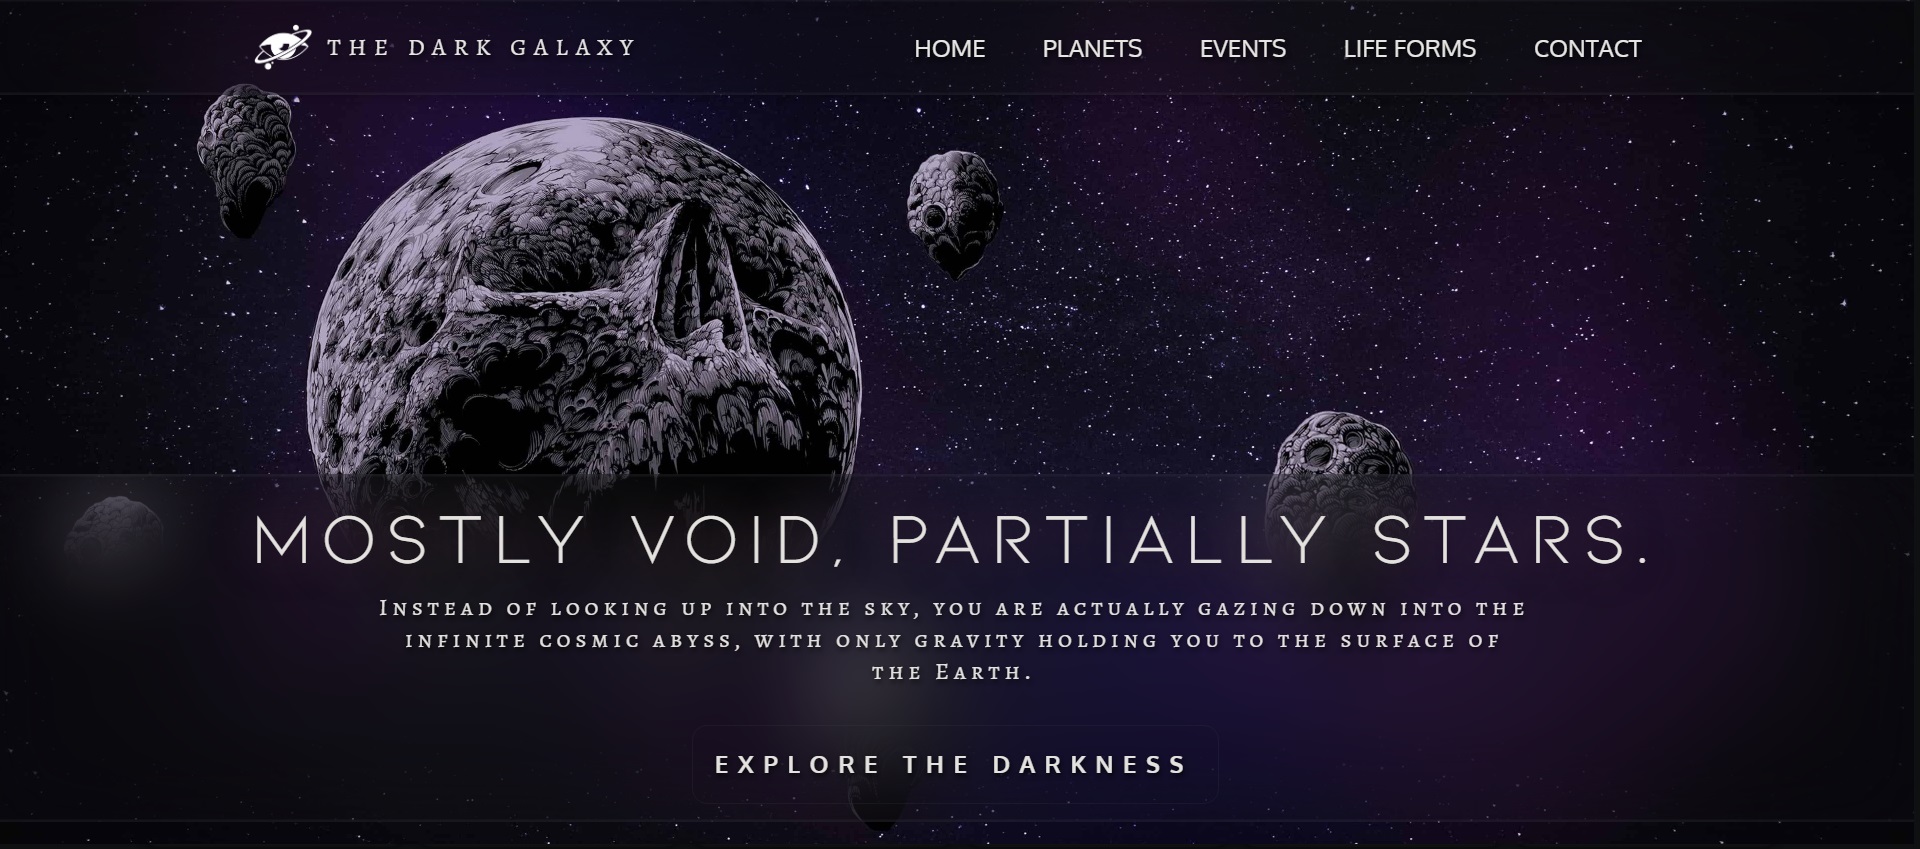 THE DARK GALAXY
HOME PLANETS EVENTS LIFE FORMS CONTACT
MOSTLY VOID, PARTIALLY STARS.
Instead of looking up into the sky, you are actually gazing down into the
infinite cosmic abyss, with only gravity holding you to the surface of
the Earth.
EXPLORE THE DARKNESS